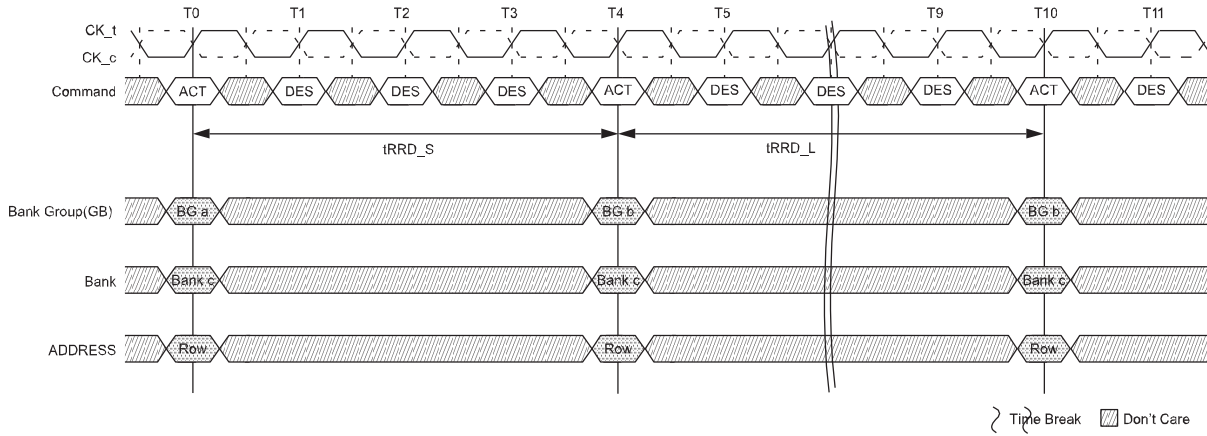 T0 T1 T2 T3 T4 T5 T9 T10 T11
CK_t
CK_c
Command ACT DES DES DES ACT DES DES DES ACT DES
tRRD_S tRRD_L
Bank Group(GB) BG a BG b BG b
Bank Bank c Bank c Bank c
ADDRESS Row Row Row
Time Break Don't Care